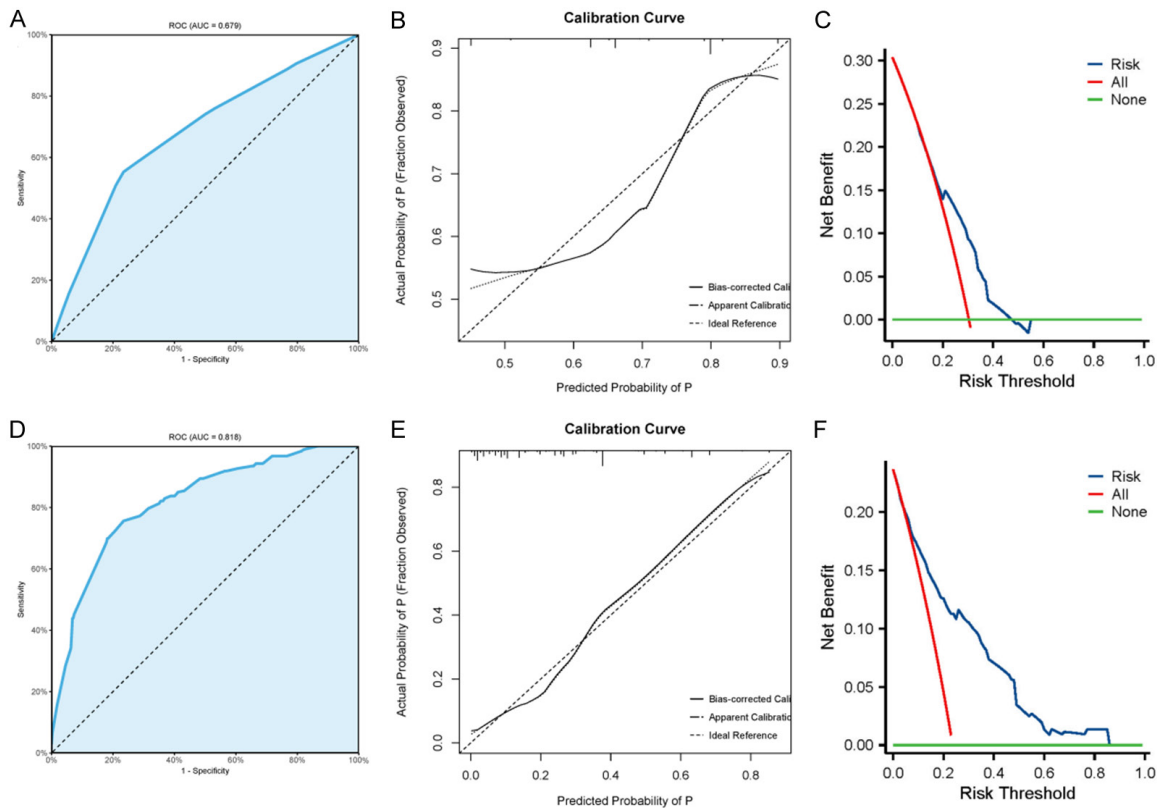 A
ROC (AUC = 0.679)
Sensitivity
100%
80%
60%
40%
20%
0%
0%
20%
40%
60%
80%
100%
1 - Specificity
B
Calibration Curve
Actual Probability of P (Fraction Observed)
0.9
0.8
0.7
0.6
0.5
Bias-corrected Cali
Apparent Calibratio
Ideal Reference
0.5
0.6
0.7
0.8
0.9
Predicted Probability of P
C
Net Benefit
0.30
0.25
0.20
0.15
0.10
0.05
0.00
Risk
All
None
0.0
0.2
0.4
0.6
0.8
1.0
Risk Threshold
D
ROC (AUC = 0.818)
Sensitivity
100%
80%
60%
40%
20%
0%
0%
20%
40%
60%
80%
100%
1 - Specificity
E
Calibration Curve
Actual Probability of P (Fraction Observed)
0.8
0.6
0.4
0.2
0.0
Bias-corrected Cali
Apparent Calibratio
Ideal Reference
0.0
0.2
0.4
0.6
0.8
Predicted Probability of P
F
Net Benefit
0.20
0.15
0.10
0.05
0.00
Risk
All
None
0.0
0.2
0.4
0.6
0.8
1.0
Risk Threshold